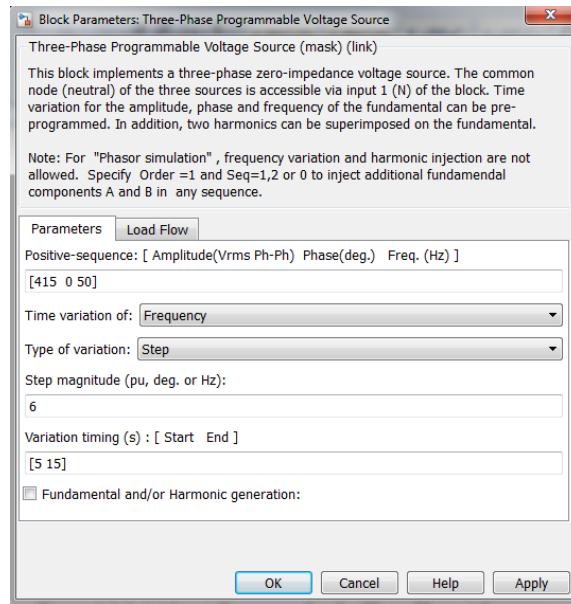 Block Parameters: Three-Phase Programmable Voltage Source
Three-Phase Programmable Voltage Source (mask) (link)
This block implements a three-phase zero-impedance voltage source. The common
node (neutral) of the three sources is accessible via input 1 (N) of the block. Time
variation for the amplitude, phase and frequency of the fundamental can be pre-
programmed. In addition, two harmonics can be superimposed on the fundamental.
Note: For "Phasor simulation" , frequency variation and harmonic injection are not
allowed. Specify Order =1 and Seq=1,2 or 0 to inject additional fundamendal
components A and B in any sequence.
Parameters Load Flow
Positive-sequence: [ Amplitude(Vrms Ph-Ph) Phase(deg.) Freq. (Hz) ]
[415 0 50]
Time variation of: Frequency
Type of variation: Step
Step magnitude (pu, deg. or Hz):
6
Variation timing (s) : [ Start End ]
[5 15]
Fundamental and/or Harmonic generation:
OK Cancel Help Apply